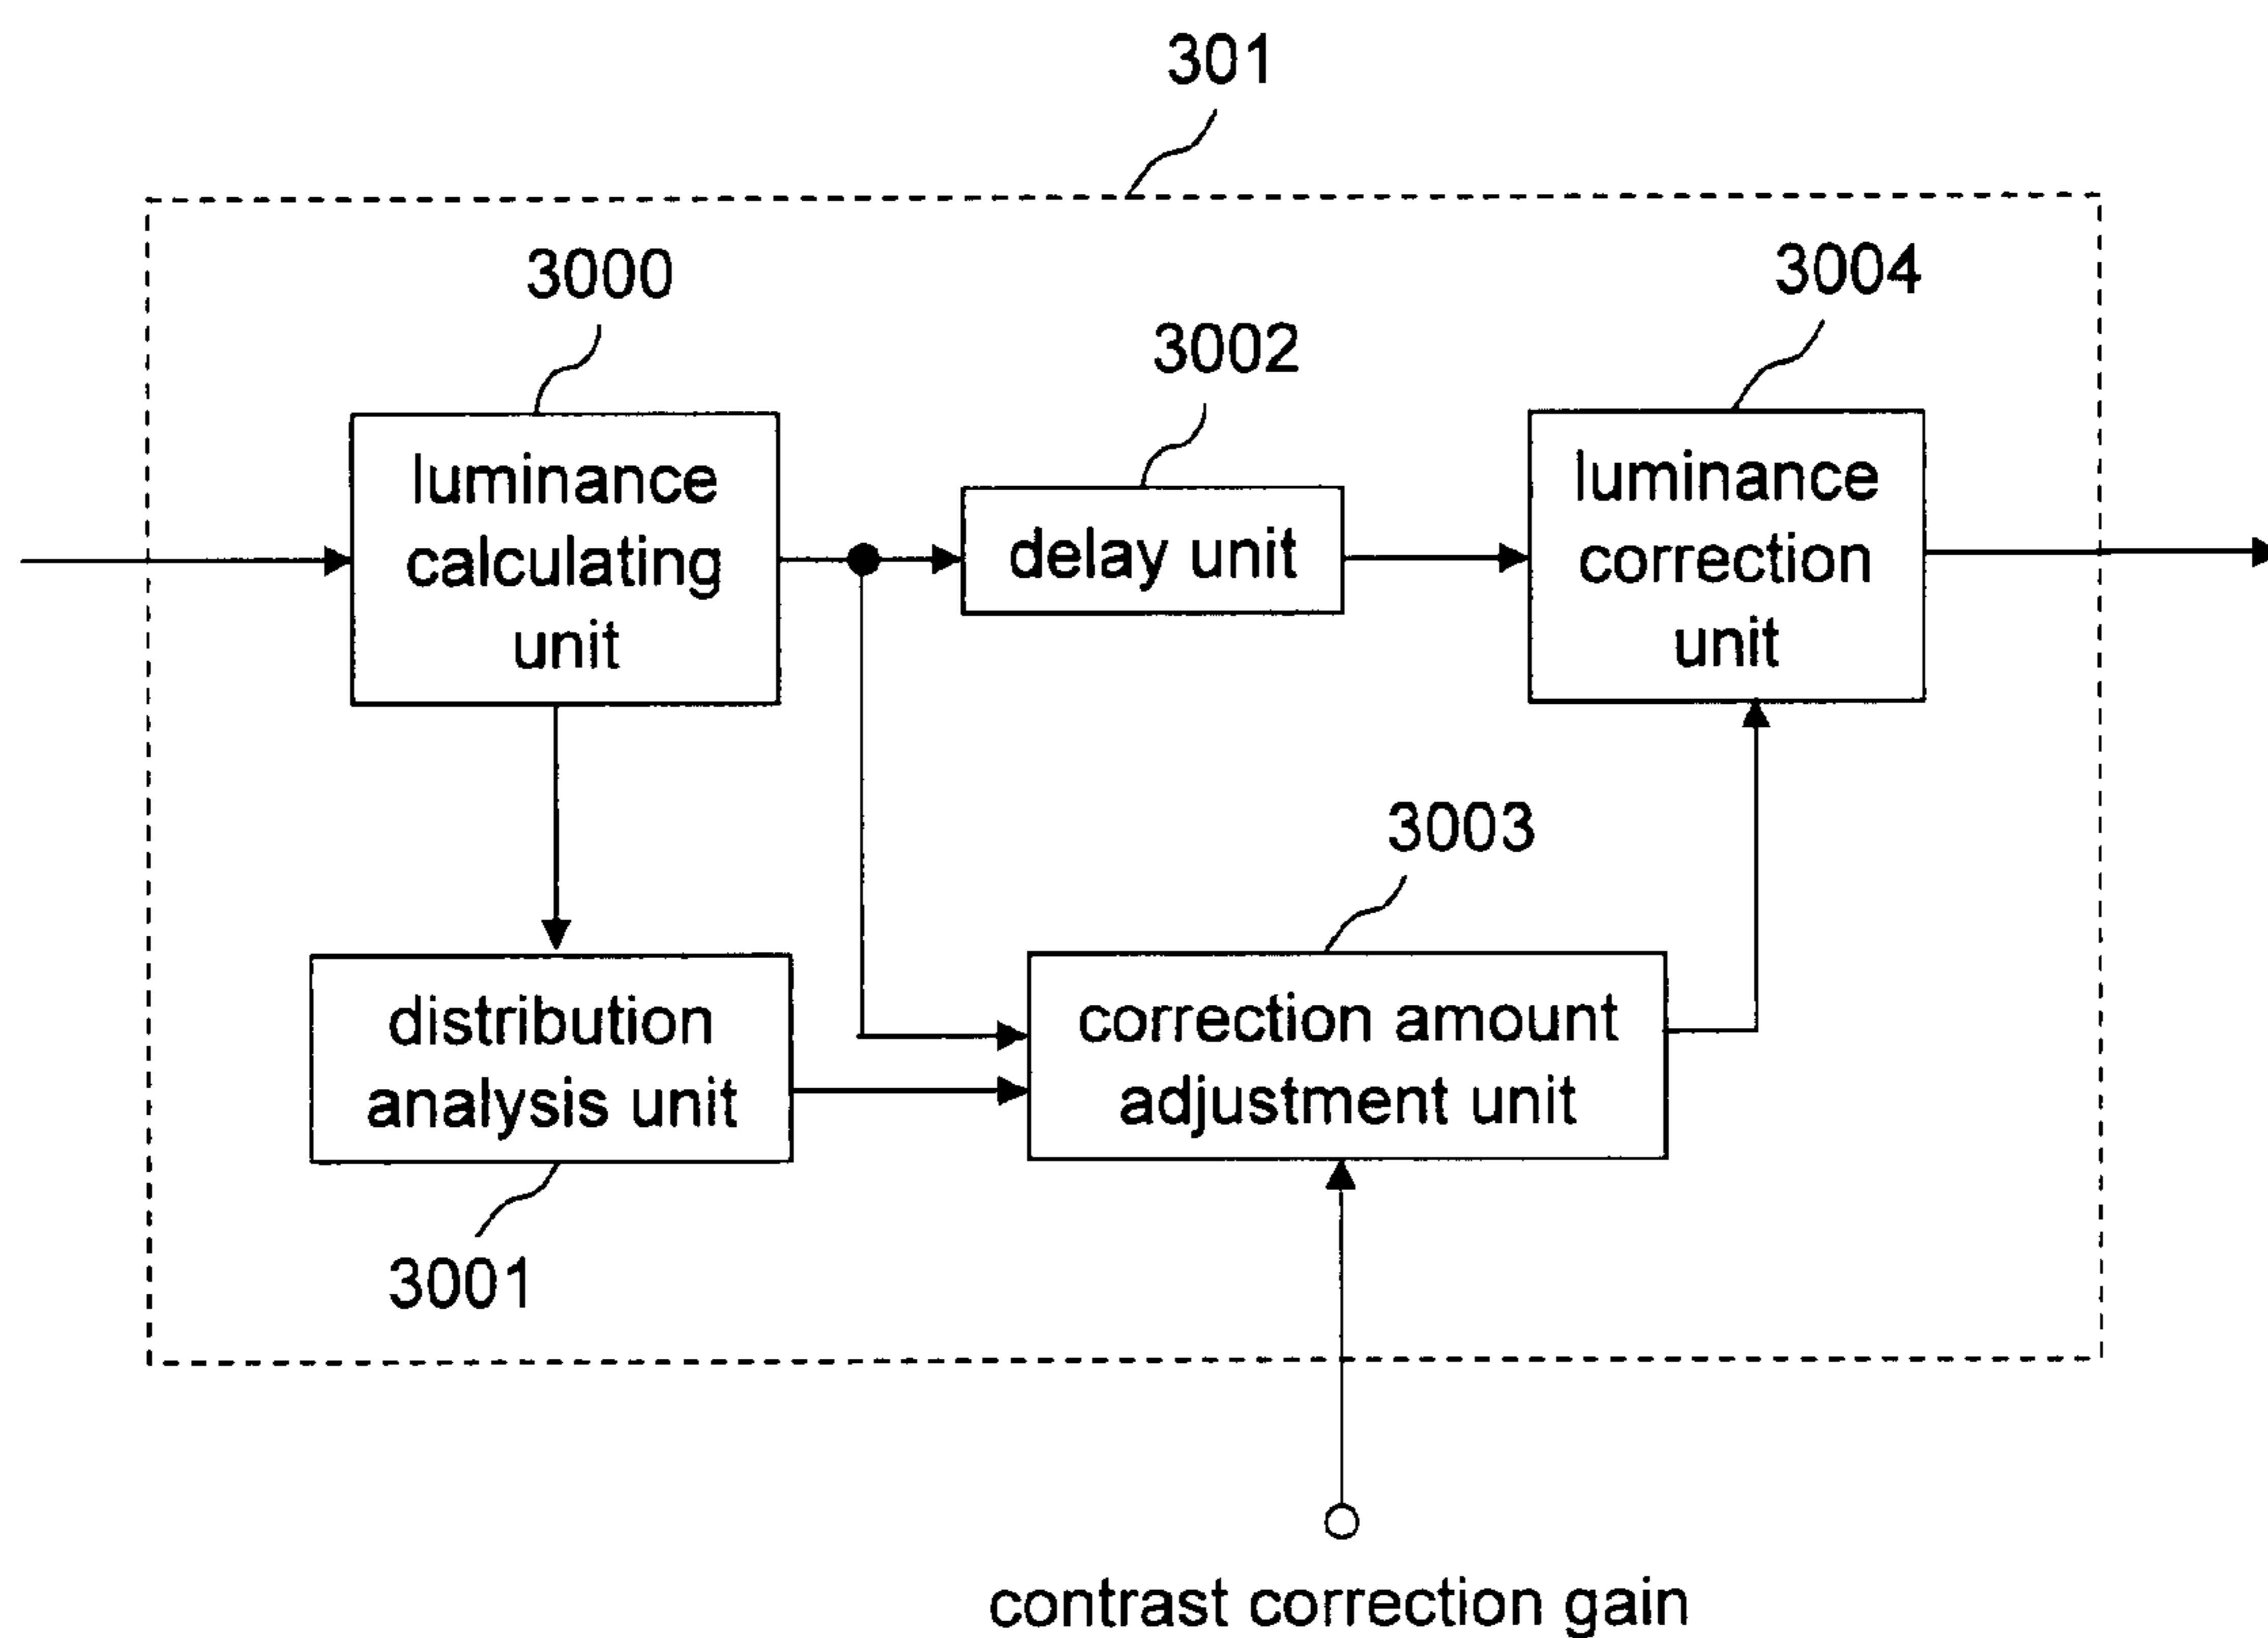 301
3000
3004
3002
luminance
calculating
unit
delay unit
luminance
correction
unit
3003
distribution
analysis unit
correction amount
adjustment unit
3001
contrast correction gain